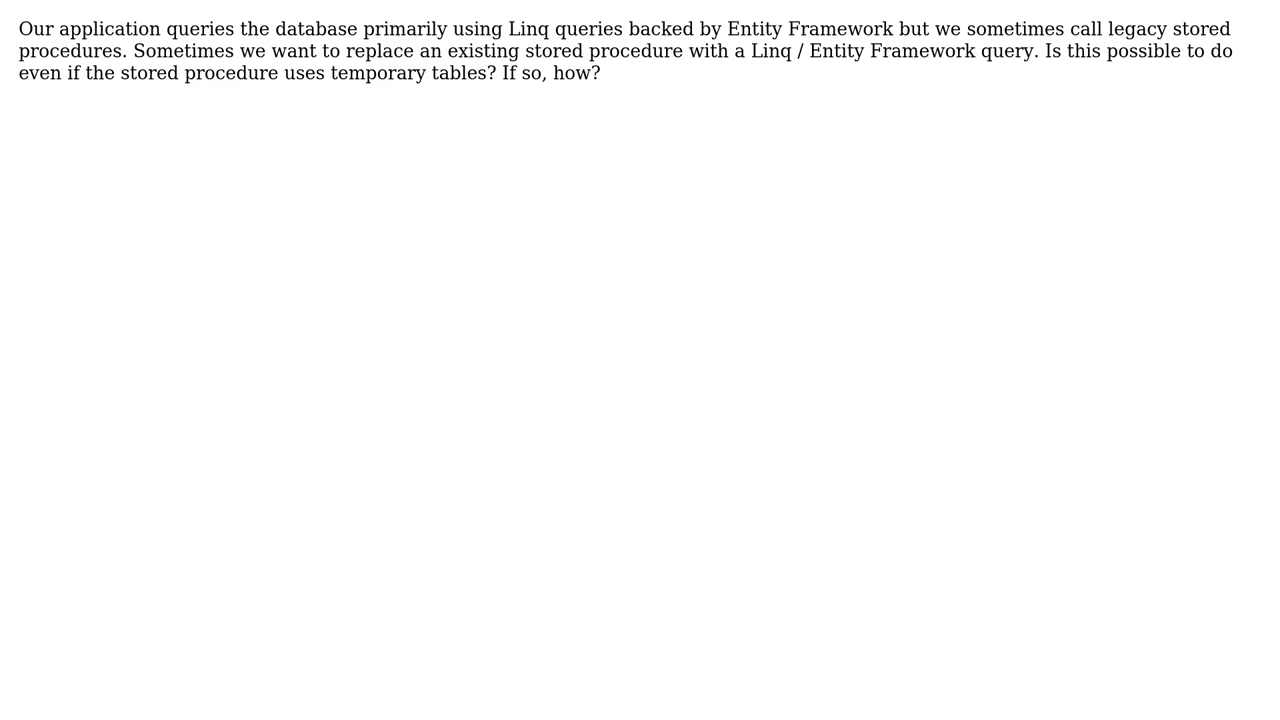 Our application queries the database primarily using Linq queries backed by Entity Framework but we sometimes call legacy stored
procedures. Sometimes we want to replace an existing stored procedure with a Linq / Entity Framework query. Is this possible to do
even if the stored procedure uses temporary tables? If so, how?